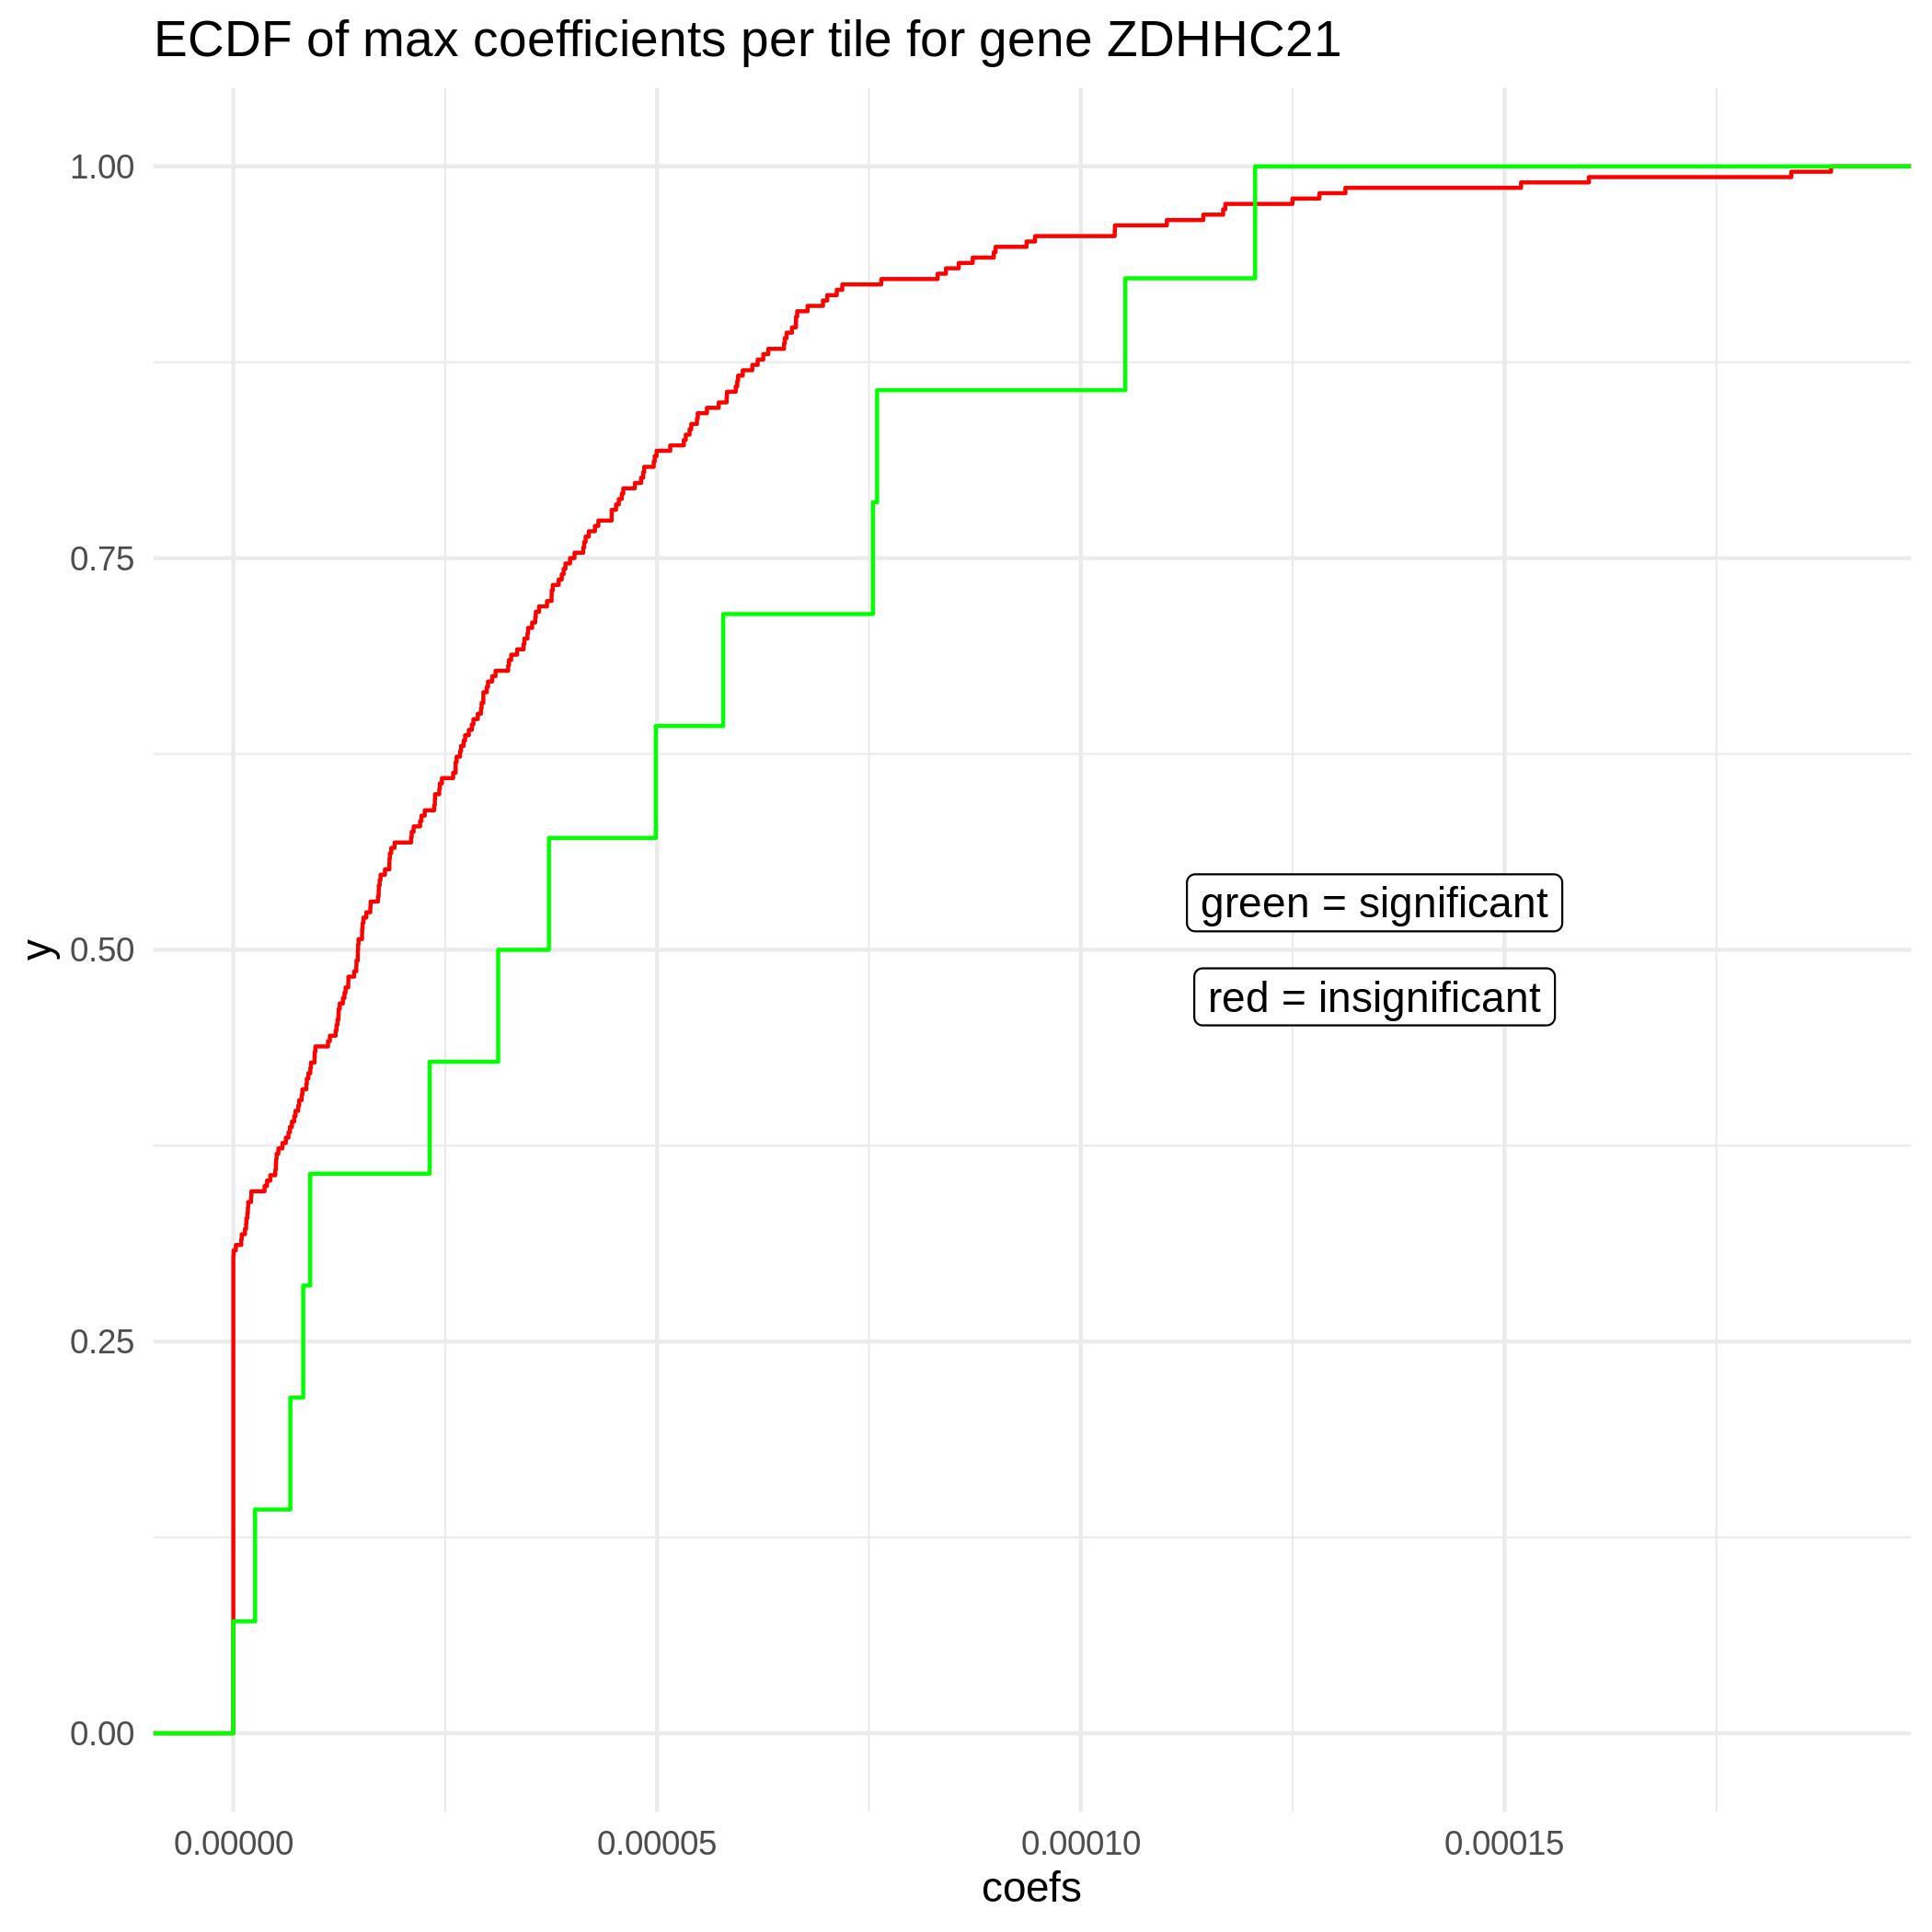 ECDF of max coefficients per tile for gene ZDHHC21
1.00
0.75
0.50
0.25
0.00
y
green = significant
red = insignificant
0.00000
0.00005
0.00010
0.00015
coefs